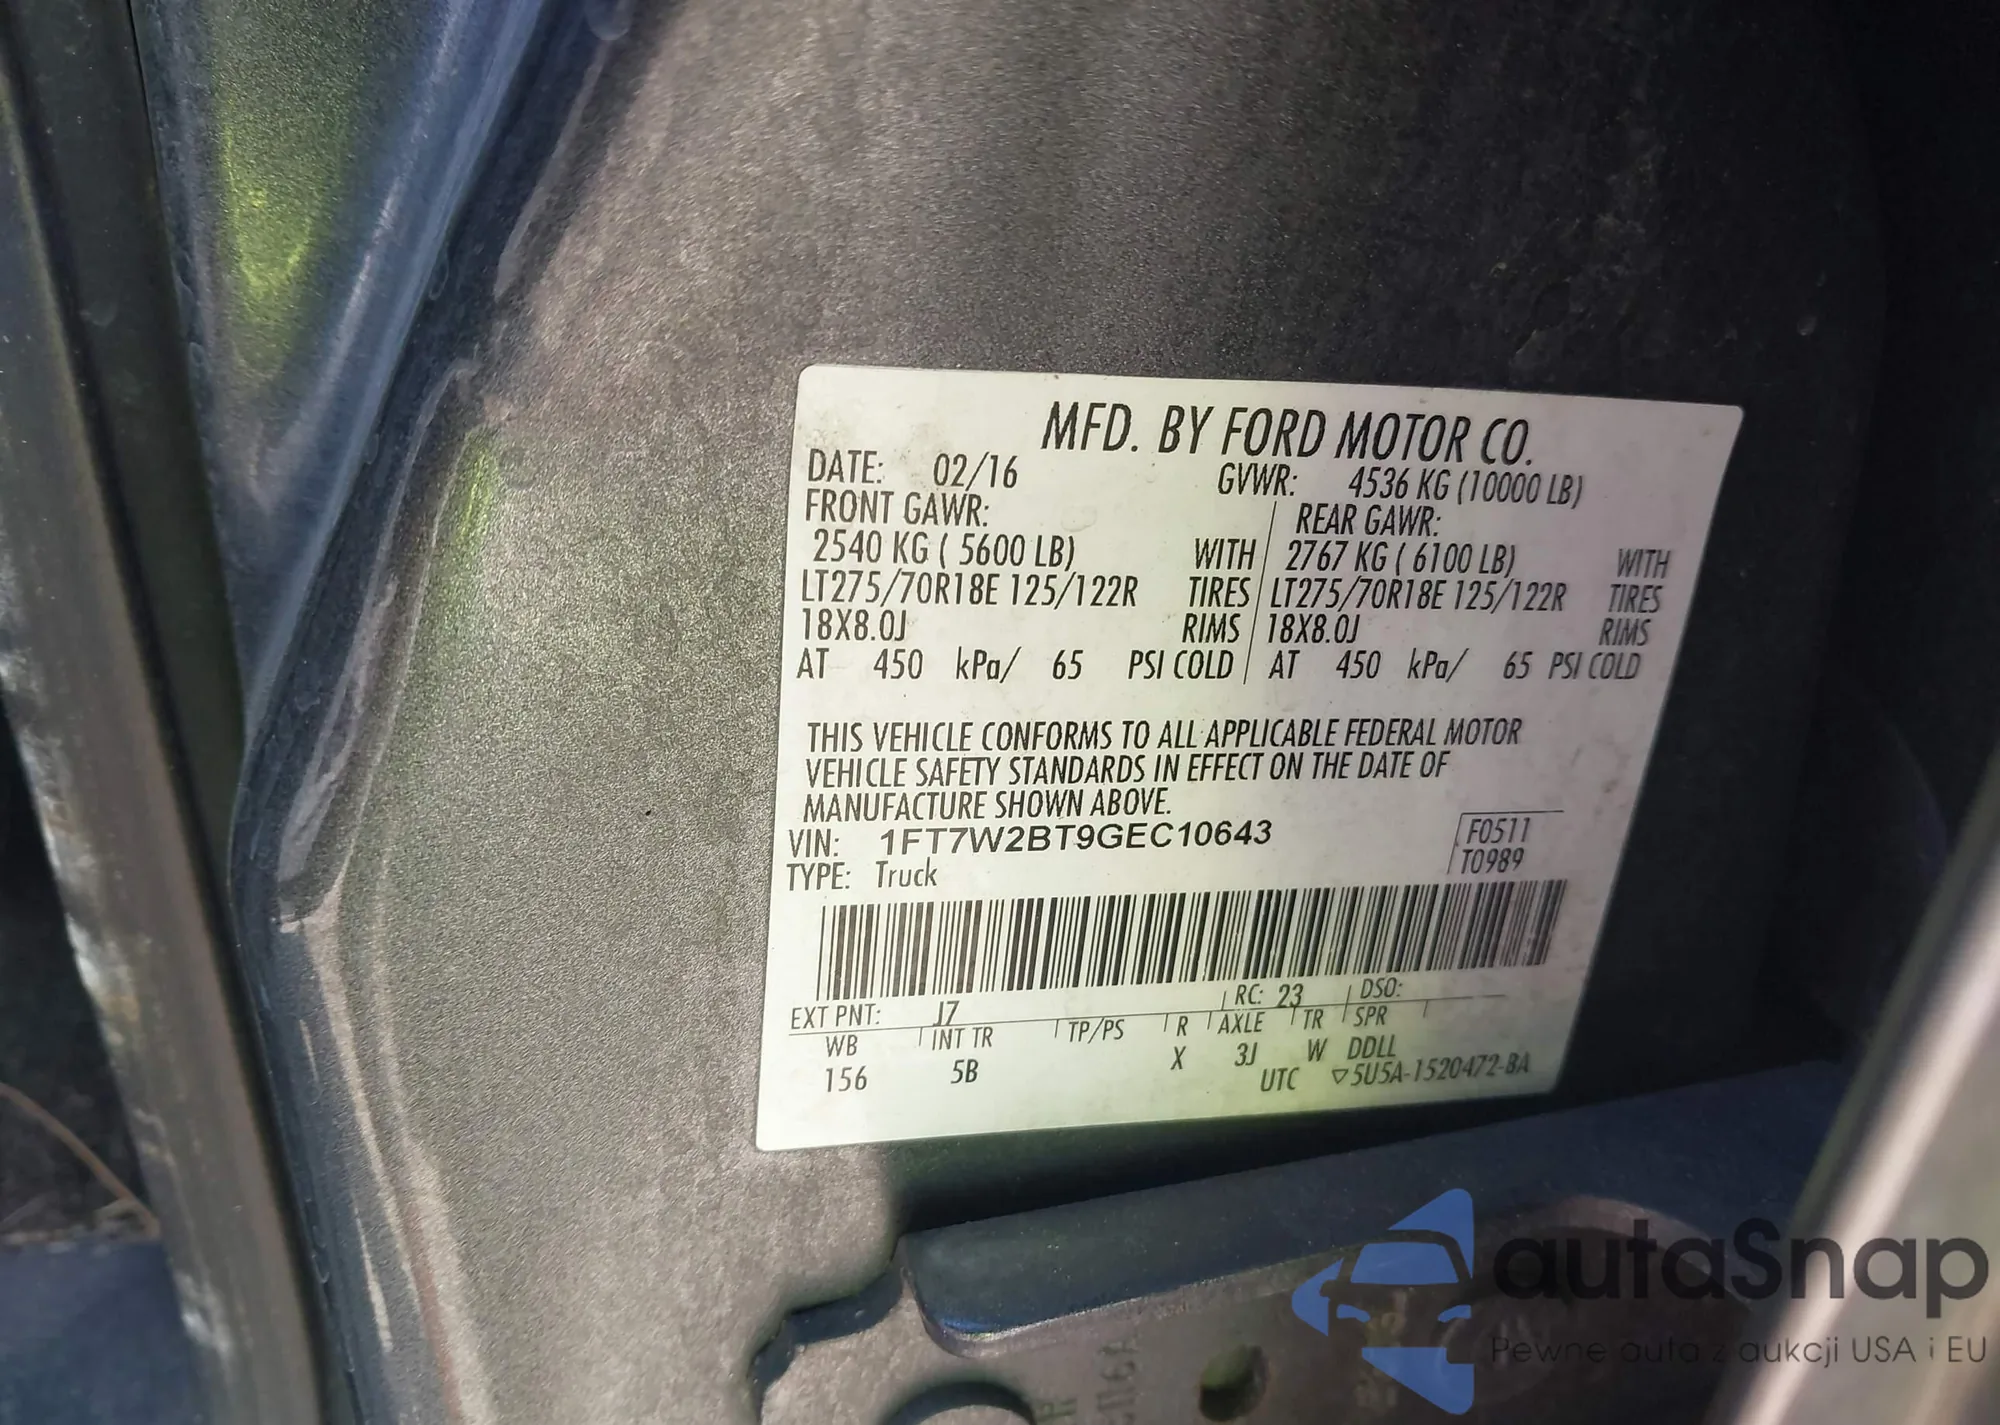 MFD. BY FORD MOTOR CO.
DATE: 02/16 GVWR: 4536 KG (10000 LB)
FRONT GAWR: REAR GAWR:
2540 KG ( 5600 LB) WITH 2767 KG ( 6100 LB) WITH
LT275/70R18E 125/122R TIRES LT275/70R18E 125/122R TIRES
18X8.0J RIMS 18X8.0J RIMS
AT 450 kPa/ 65 PSI COLD AT 450 kPa/ 65 PSI COLD
THIS VEHICLE CONFORMS TO ALL APPLICABLE FEDERAL MOTOR
VEHICLE SAFETY STANDARDS IN EFFECT ON THE DATE OF
MANUFACTURE SHOWN ABOVE.
VIN: 1FT7W2BT9GEC10643 F0511
TYPE: Truck T0989
EXT PNT: J7 RC: 23 DSO:
WB INT TR TP/PS R AXLE TR SPR
156 5B X 3J W DDLL
UTC ▽5U5A-1520472-BA
autaSnap
Pewne auta z aukcji USA i EU